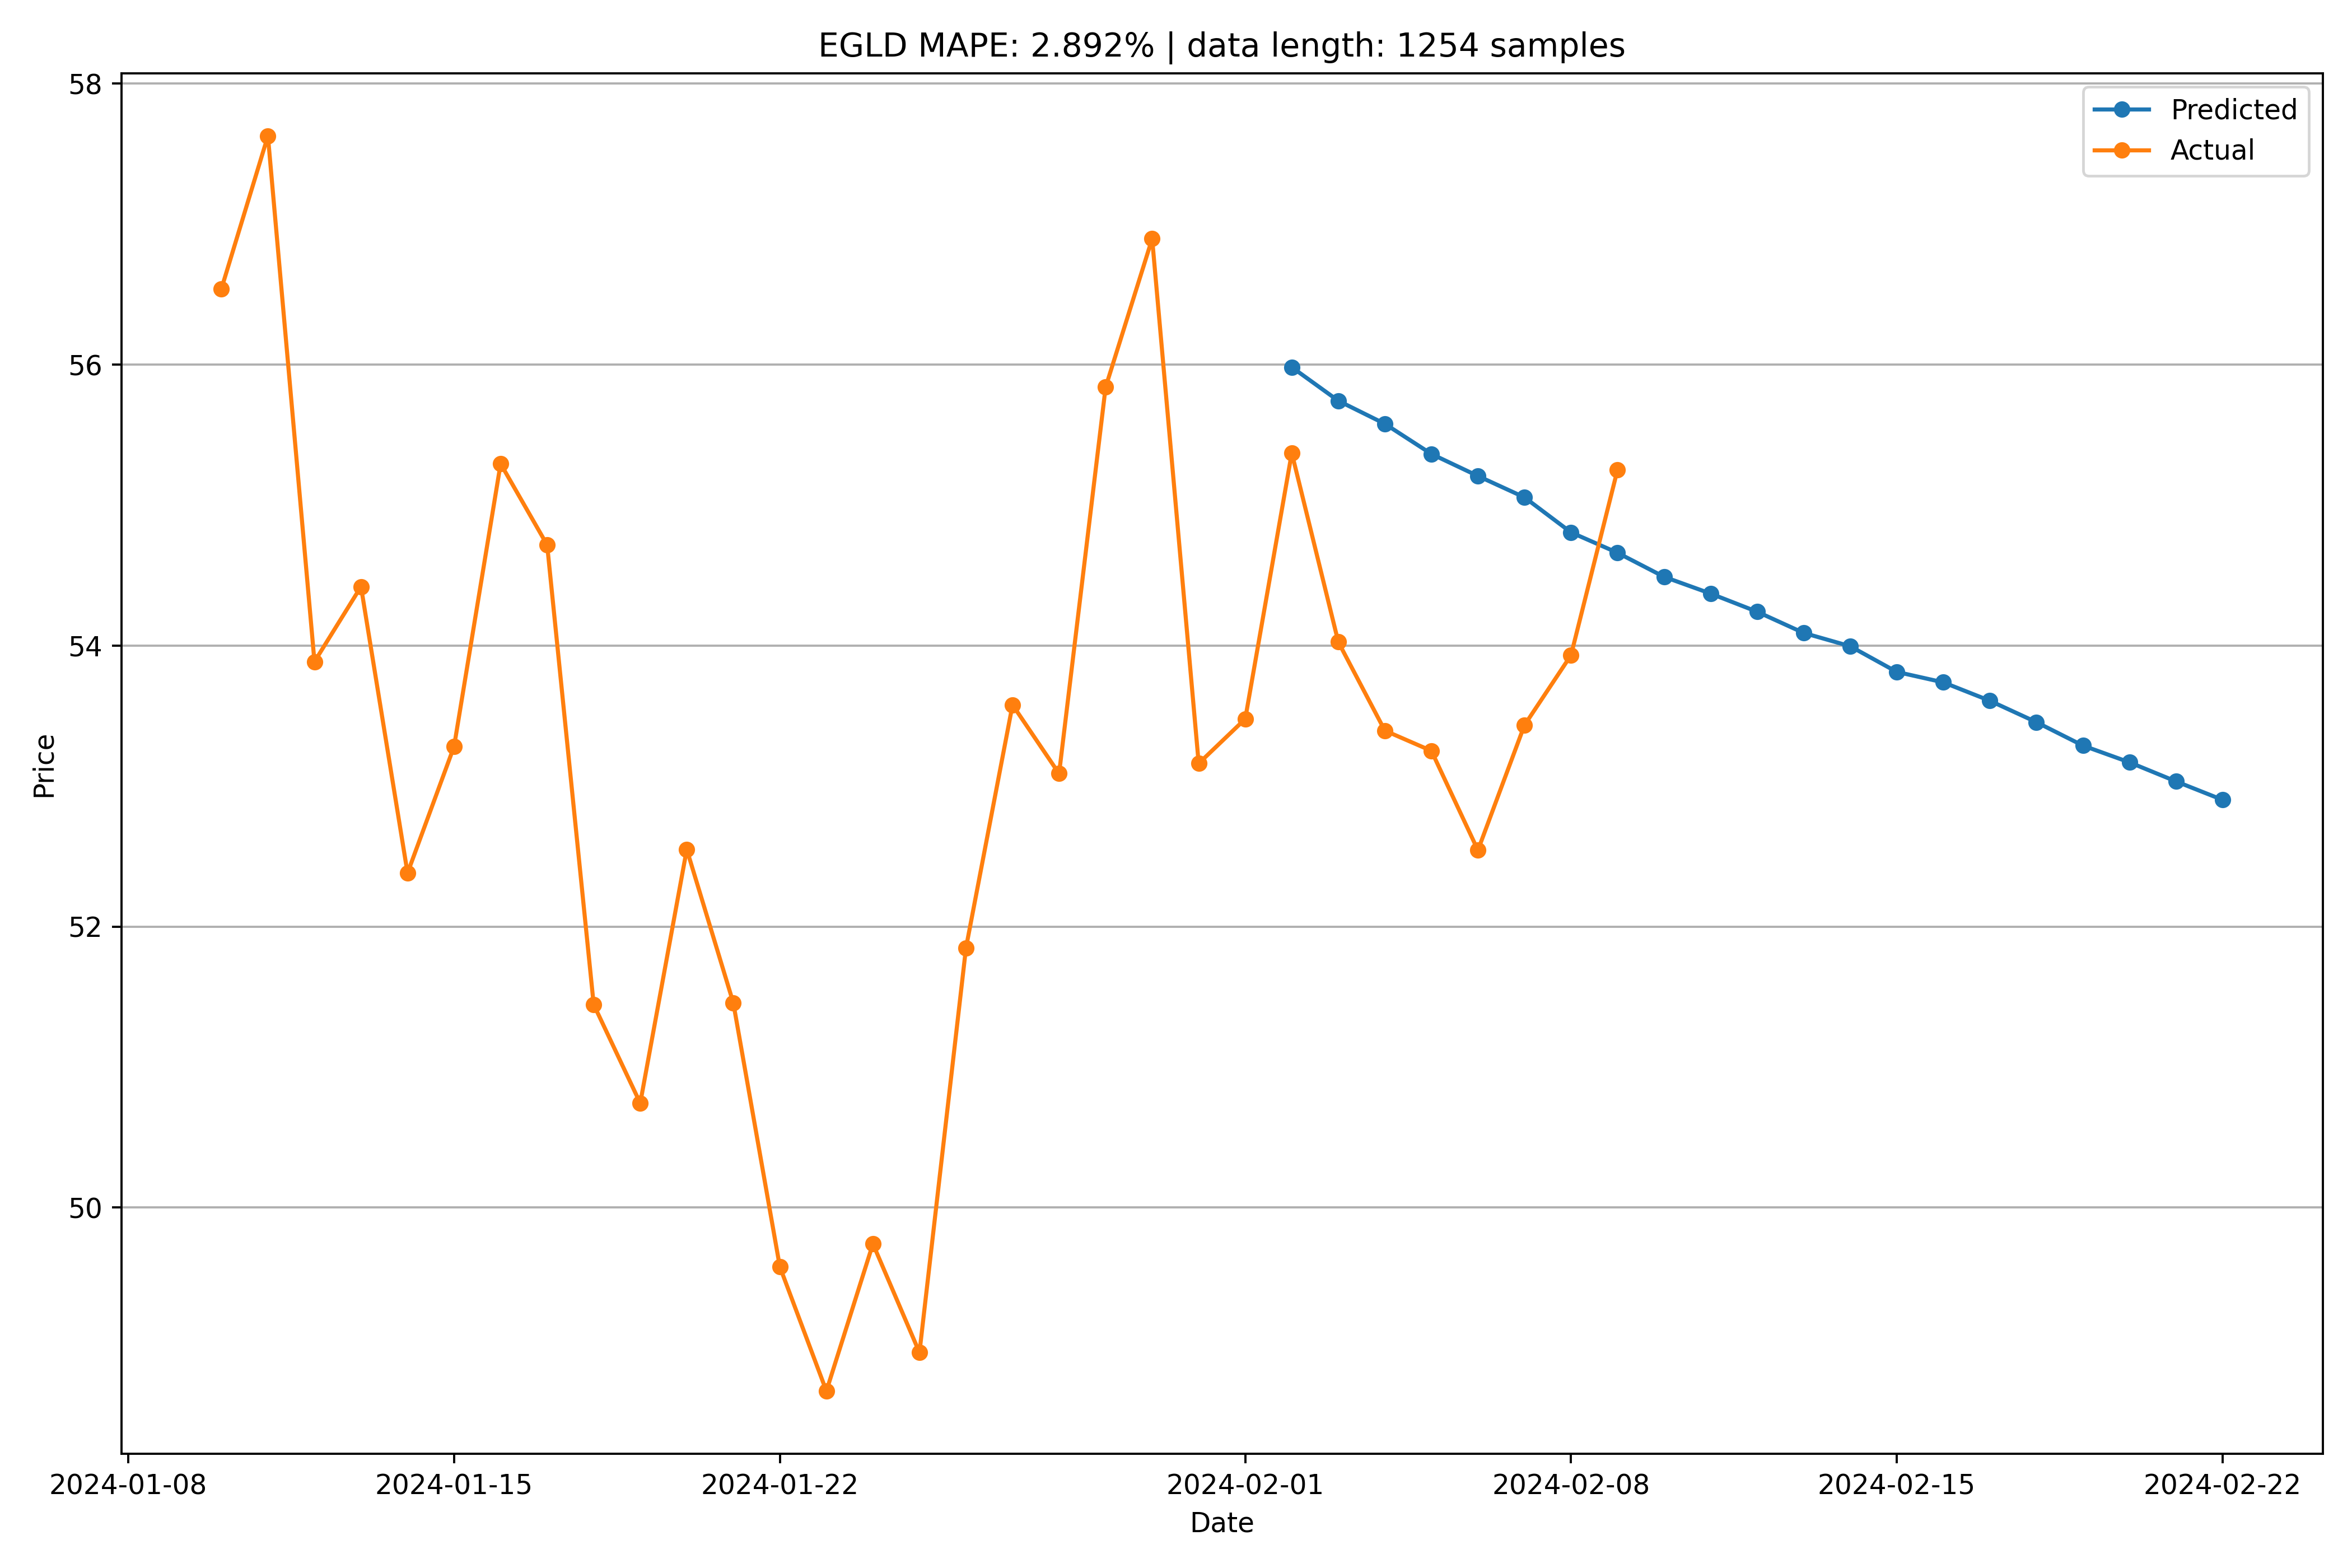 EGLD MAPE: 2.892% | data length: 1254 samples
Predicted
Actual
58
56
54
52
50
Price
2024-01-08
2024-01-15
2024-01-22
2024-02-01
2024-02-08
2024-02-15
2024-02-22
Date